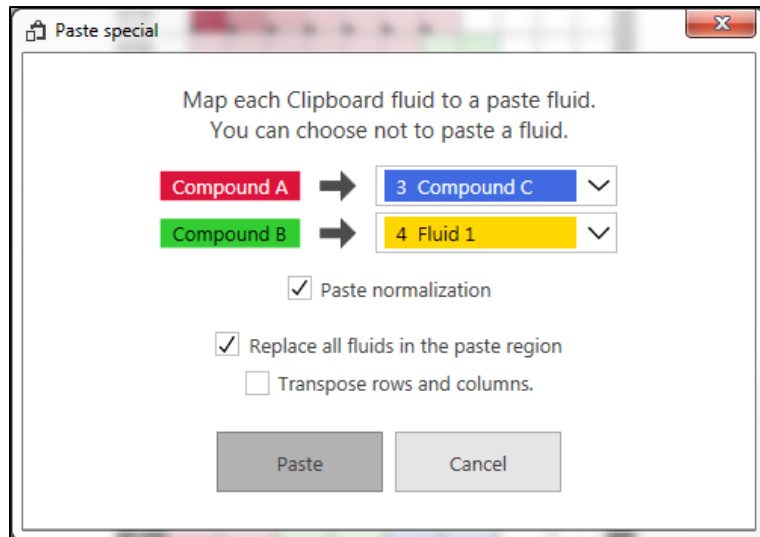 Paste special
Map each Clipboard fluid to a paste fluid.
You can choose not to paste a fluid.
Compound A 3 Compound C
Compound B 4 Fluid 1
Paste normalization
Replace all fluids in the paste region
Transpose rows and columns.
Paste Cancel